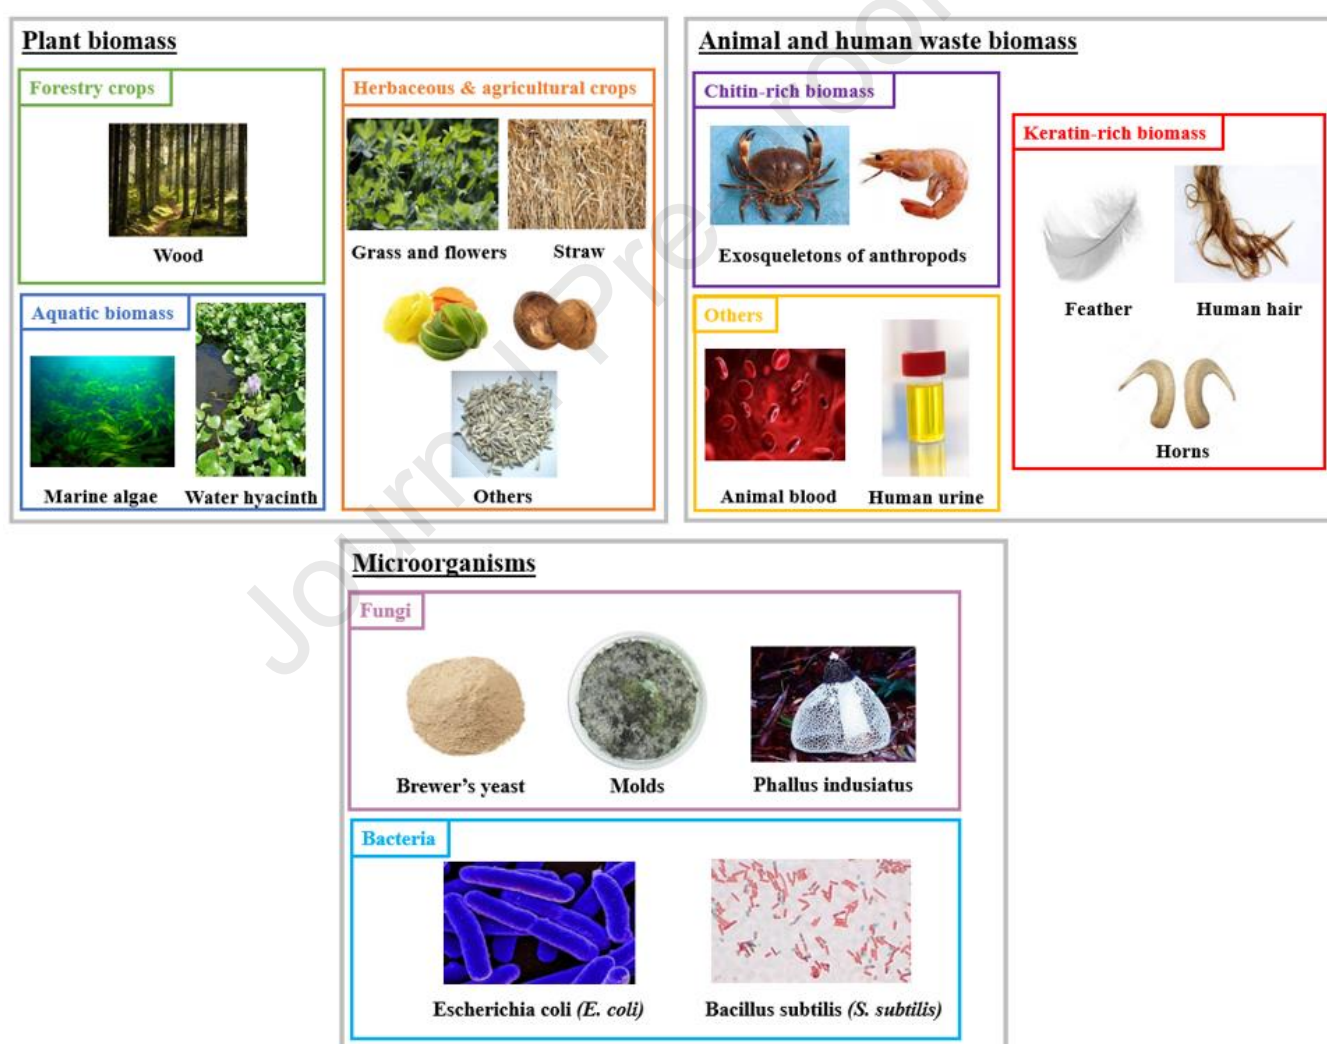 Plant biomass
Forestry crops
Wood
Aquatic biomass
Marine algae
Water hyacinth
Herbaceous & agricultural crops
Grass and flowers
Straw
Others
Animal and human waste biomass
Chitin-rich biomass
Exosqueletons of anthropods
Others
Animal blood
Human urine
Keratin-rich biomass
Feather
Human hair
Horns
Microorganisms
Fungi
Brewer's yeast
Molds
Phallus indusiatus
Bacteria
Escherichia coli (E. coli)
Bacillus subtilis (S. subtilis)
Journal Pre-proo